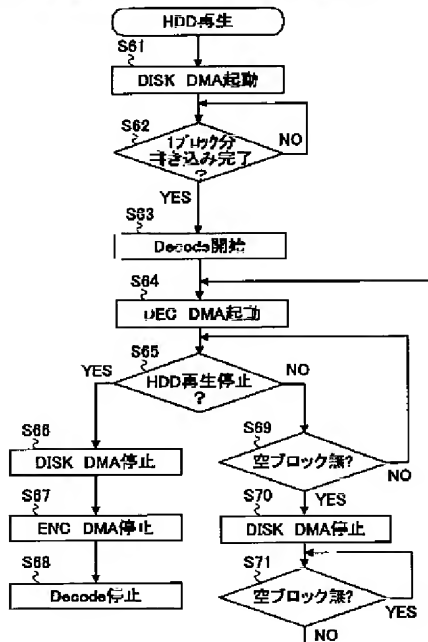 HDD再生
S61
DISK DMA起動
S62
1ブロック分
書き込み完了
?
NO
YES
S63
Decode開始
S64
DEC DMA起動
S65
HDD再生停止
?
YES
NO
S66
DISK DMA停止
S67
ENC DMA停止
S68
Decode停止
S69
空ブロック無?
NO
YES
S70
DISK DMA停止
S71
空ブロック無?
YES
NO